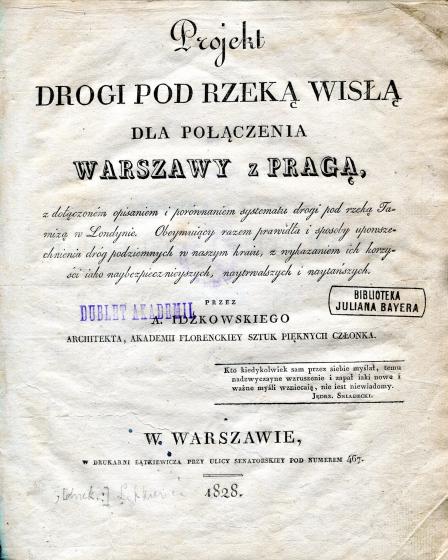 Projekt
DROGI POD RZEKĄ WISŁĄ
DLA POŁĄCZENIA
WARSZAWY z PRAGĄ,
z dołączoném opisaniem i porównaniem systematu drogi pod rzeką Ta-
mizą w Londynie. Obeymuiący razem prawidła i sposoby upowsze-
chnienia dróg podziemnych w naszym kraiu, z wykazaniem ich korzy-
ści iako naybezpiecznieyszych, naytrwalszych i naytańszych.
PRZEZ
DUBLET AKADEMII
BIBLIOTEKA
JULIANA BAYERA
A. IDZKOWSKIEGO
ARCHITEKTA, AKADEMII FLORENCKIEY SZTUK PIĘKNYCH CZŁONKA.
Kto kiedykolwiek sam przez siebie myślał, temu
nadzwyczayne wzruszenie i zapał iaki nowe i
ważne myśli wzniecaią, nie iest niewiadomy.
JĘDRZ. SNIADECKI.
W WARSZAWIE,
W DRUKARNI ŁĄTKIEWICZA PRZY ULICY SENATORSKIEY POD NUMEREM 467.
1828.